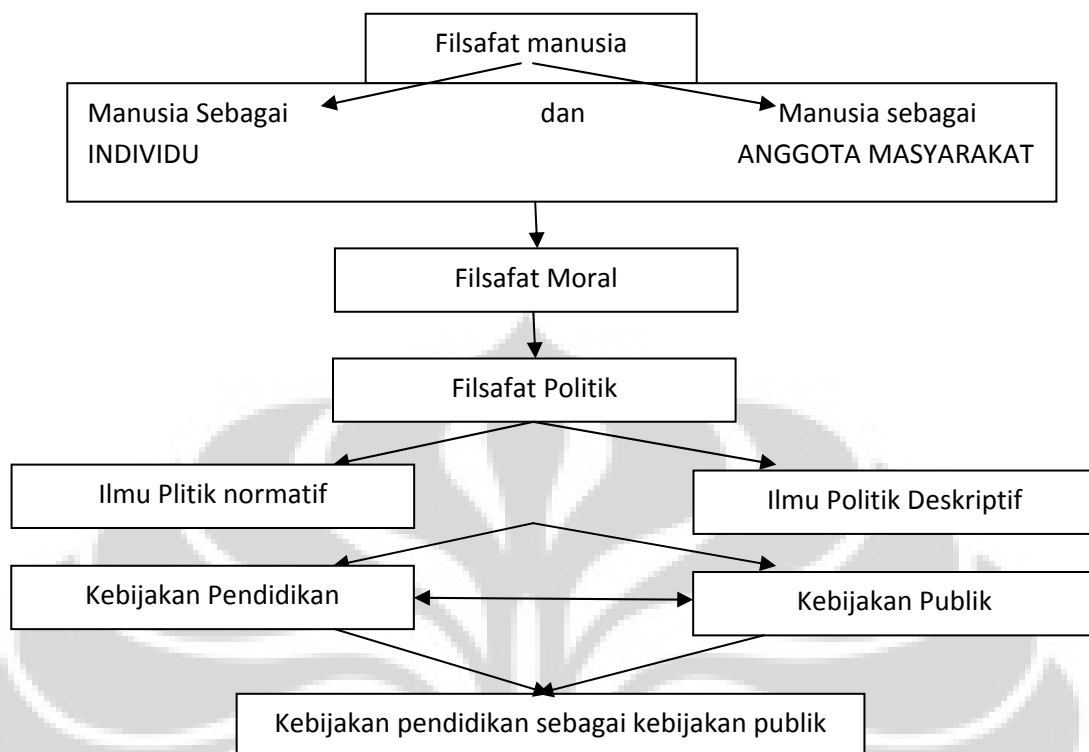 Filsafat manusia
Manusia Sebagai dan Manusia sebagai
INDIVIDU ANGGOTA MASYARAKAT
Filsafat Moral
Filsafat Politik
Ilmu Plitik normatif Ilmu Politik Deskriptif
Kebijakan Pendidikan Kebijakan Publik
Kebijakan pendidikan sebagai kebijakan publik